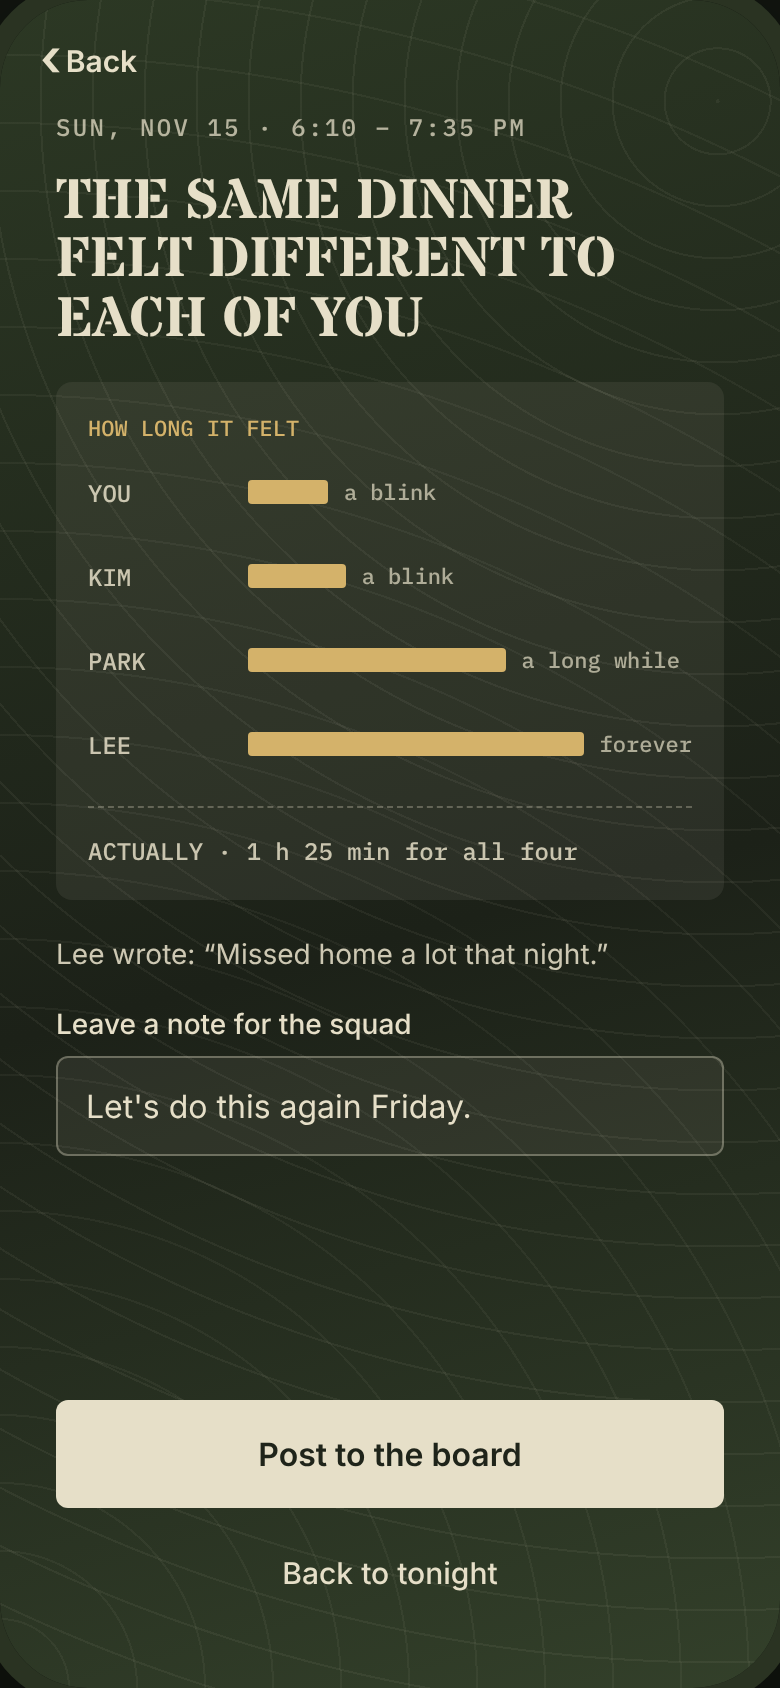 Back
SUN, NOV 15 · 6:10 – 7:35 PM
THE SAME DINNER
FELT DIFFERENT TO
EACH OF YOU
HOW LONG IT FELT
YOU a blink
KIM a blink
PARK a long while
LEE forever
ACTUALLY · 1 h 25 min for all four
Lee wrote: “Missed home a lot that night.”
Leave a note for the squad
Let's do this again Friday.
Post to the board
Back to tonight